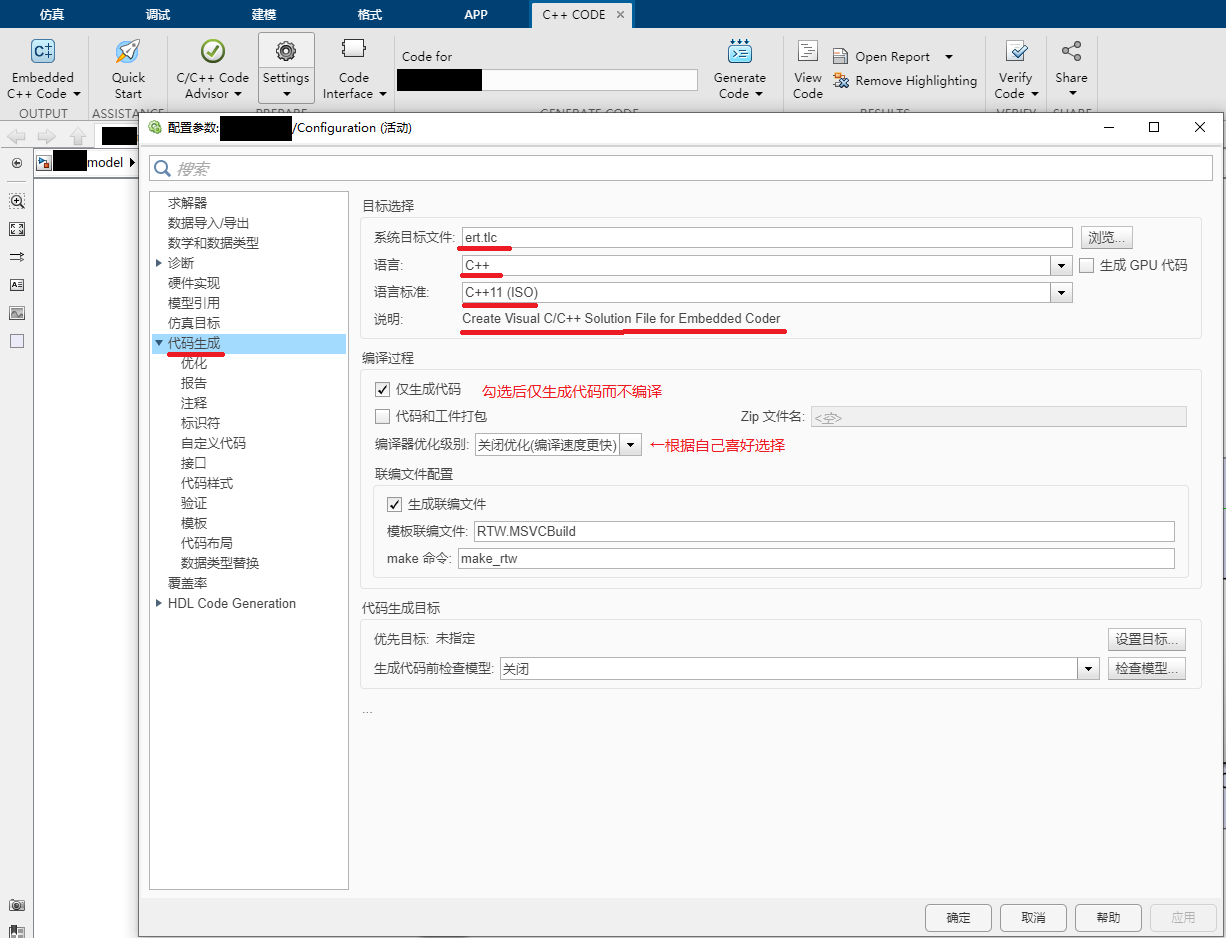 仿真 调试 建模 格式 APP C++ CODE
Embedded C++ Code
Quick Start
C/C++ Code Advisor
Settings
Code Interface
Code for
Generate Code
View Code
Open Report
Remove Highlighting
Verify Code
Share
OUTPUT ASSISTANCE PREPARE GENERATE CODE RESULTS VERIFY SHARE
配置参数: /Configuration (活动)
model
搜索
求解器
数据导入/导出
数学和数据类型
诊断
硬件实现
模型引用
仿真目标
代码生成
优化
报告
注释
标识符
自定义代码
接口
代码样式
验证
模板
代码布局
数据类型替换
覆盖率
HDL Code Generation
目标选择
系统目标文件: ert.tlc 浏览...
语言: C++ 生成 GPU 代码
语言标准: C++11 (ISO)
说明: Create Visual C/C++ Solution File for Embedded Coder
编译过程
仅生成代码 勾选后仅生成代码而不编译
代码和工件打包 Zip 文件名: <空>
编译器优化级别: 关闭优化(编译速度更快) ←根据自己喜好选择
联编文件配置
生成联编文件
模板联编文件: RTW.MSVCBuild
make 命令: make_rtw
代码生成目标
优先目标: 未指定 设置目标...
生成代码前检查模型: 关闭 检查模型...
...
确定 取消 帮助 应用